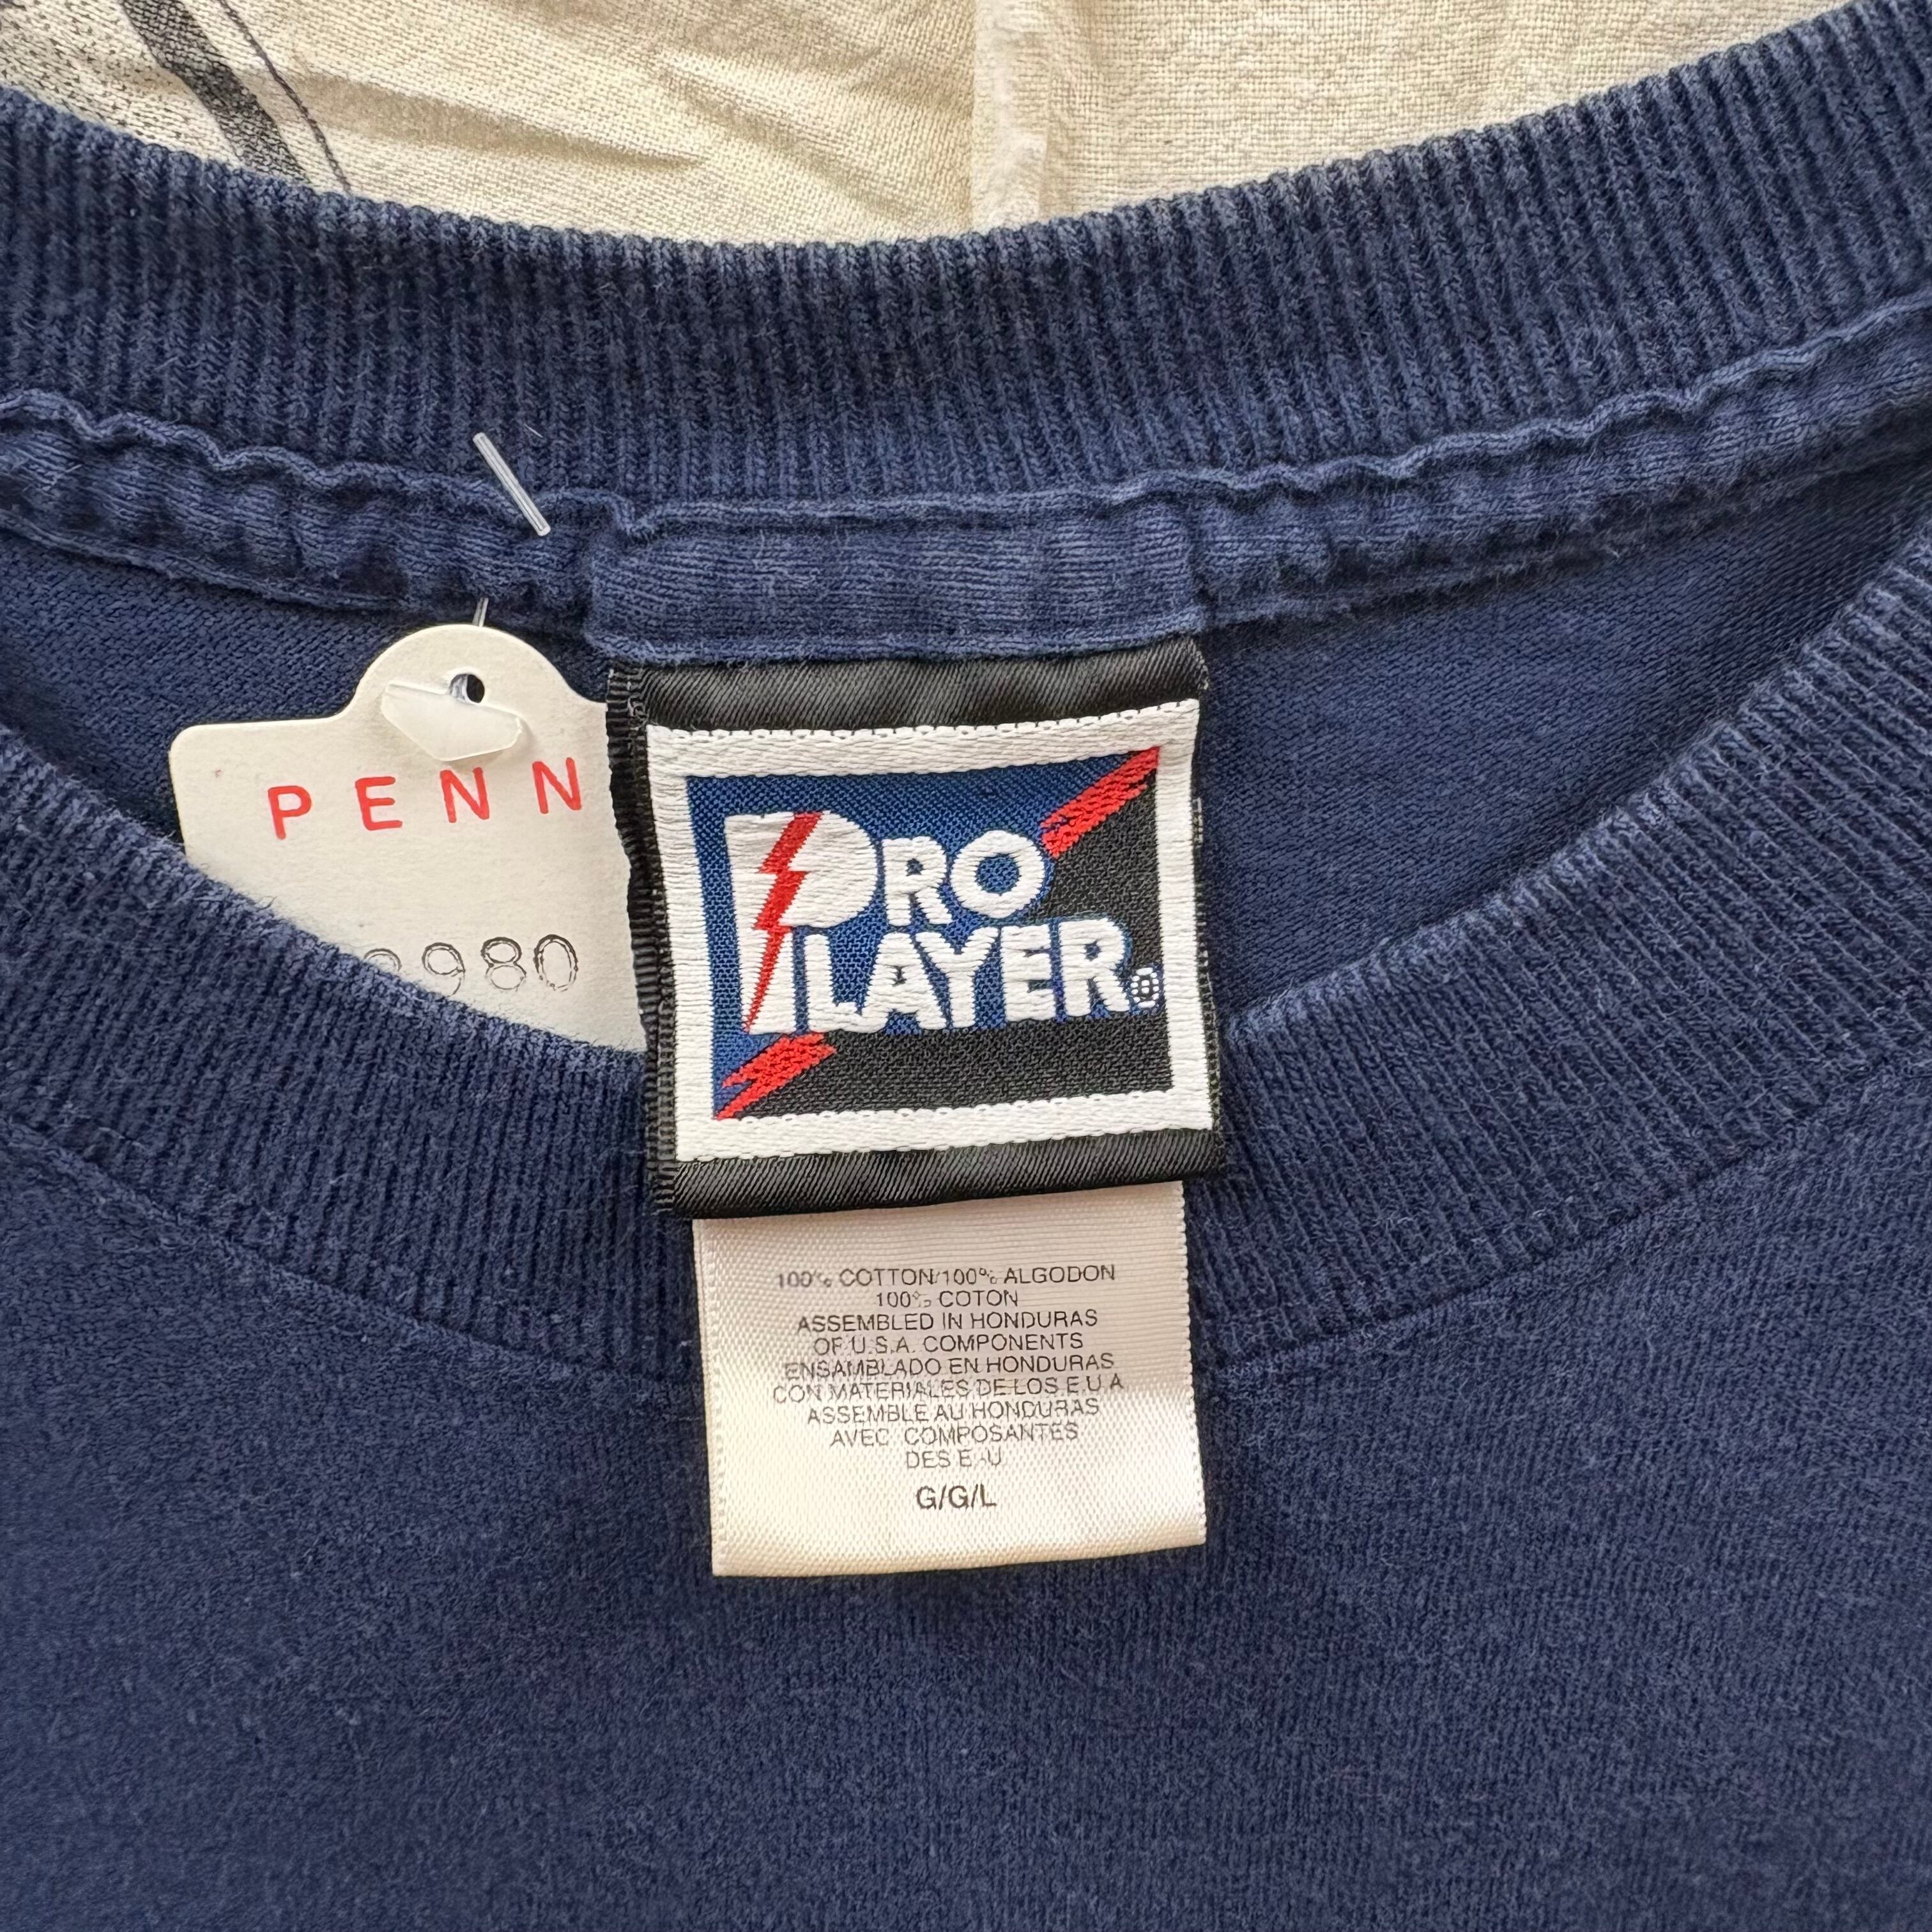 PENN
980
PRO
PLAYER®
100% COTTON/100% ALGODON
100% COTON
ASSEMBLED IN HONDURAS
OF U.S.A. COMPONENTS
ENSAMBLADO EN HONDURAS
CON MATERIALES DE LOS E.U.A
ASSEMBLE AU HONDURAS
AVEC COMPOSANTES
DES E.-U.
G/G/L